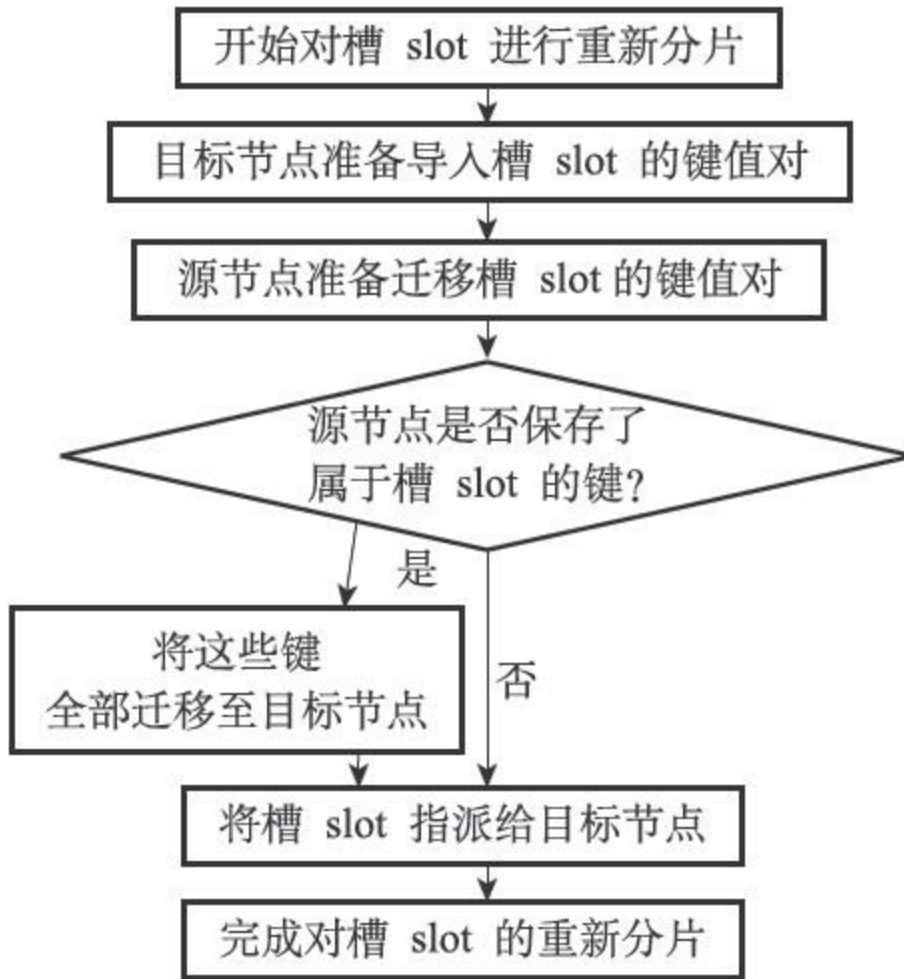 开始对槽 slot 进行重新分片
目标节点准备导入槽 slot 的键值对
源节点准备迁移槽 slot的键值对
源节点是否保存了
属于槽 slot 的键?
是
将这些键
全部迁移至目标节点
否
将槽 slot 指派给目标节点
完成对槽 slot 的重新分片